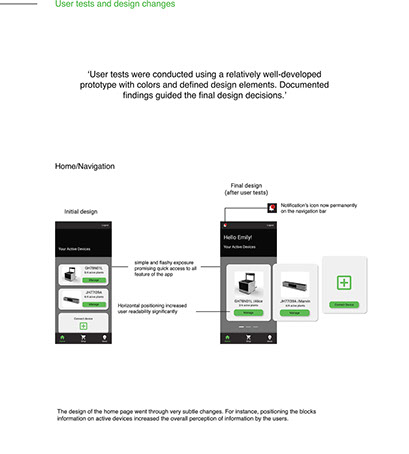 User tests and design changes
‘User tests were conducted using a relatively well-developed
prototype with colors and defined design elements. Documented
findings guided the final design decisions.’
Home/Navigation
Final design
(after user tests)
Notification's icon now permanently
on the navigation bar
Initial design
Hello Emily!
Your Active Devices
Your Active Devices
simple and flashy exposure
promising quick access to all
feature of the app
Manage
Manage
Connect Device
Horizontal positioning increased
user readability significantly
Manage
Manage
Connect Device
The design of the home page went through very subtle changes. For instance, positioning the blocks
information on active devices increased the overall perception of information by the users.